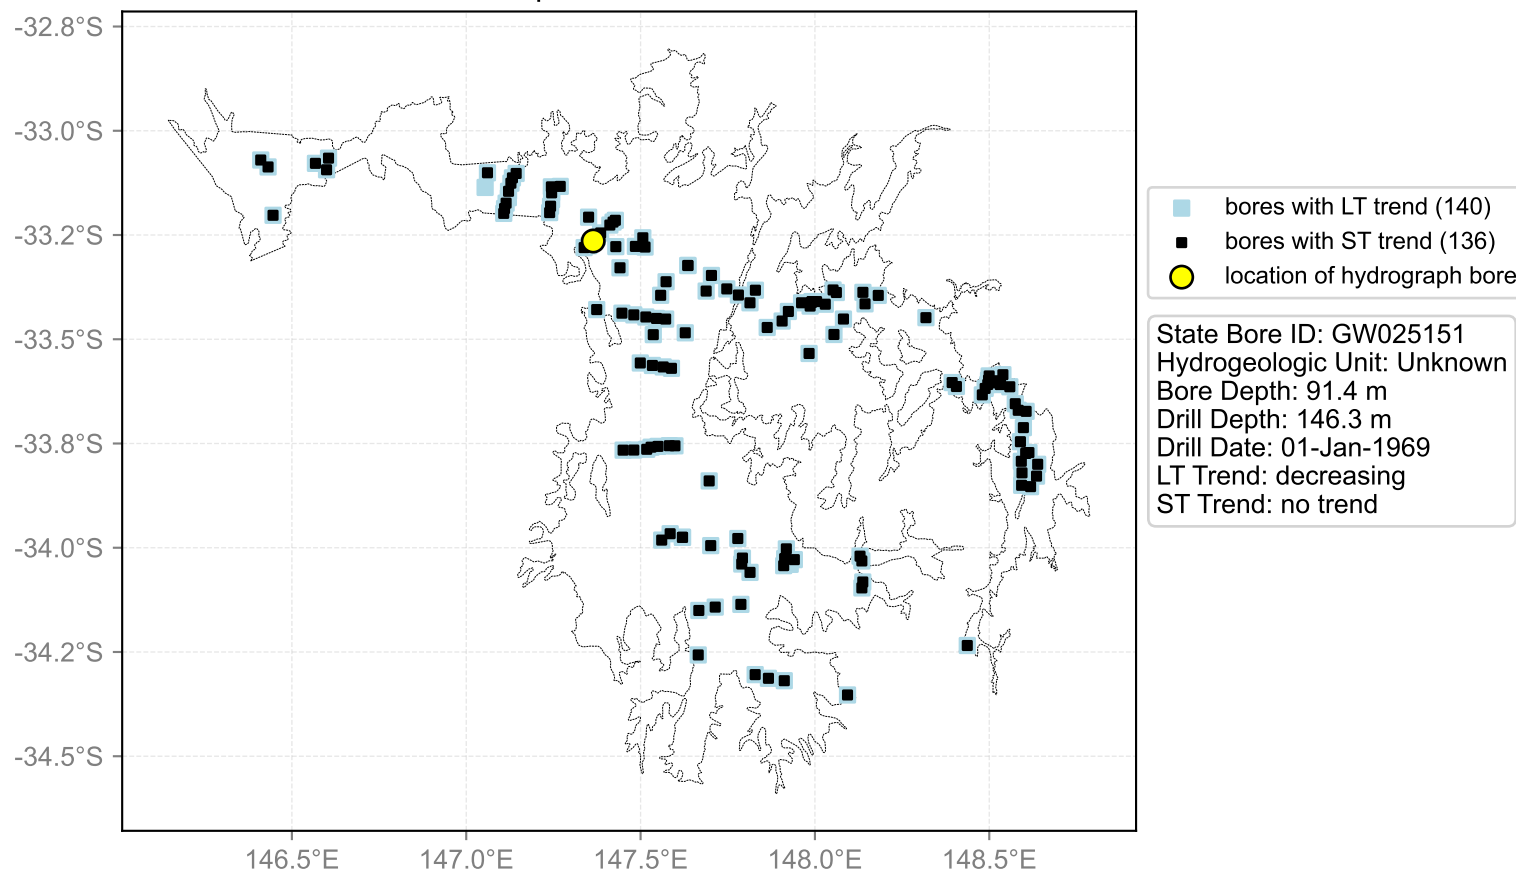 -32.8°S
-33.0°S
-33.2°S
-33.5°S
-33.8°S
-34.0°S
-34.2°S
-34.5°S
146.5°E
147.0°E
147.5°E
148.0°E
148.5°E
bores with LT trend (140)
bores with ST trend (136)
location of hydrograph bore
State Bore ID: GW025151
Hydrogeologic Unit: Unknown
Bore Depth: 91.4 m
Drill Depth: 146.3 m
Drill Date: 01-Jan-1969
LT Trend: decreasing
ST Trend: no trend